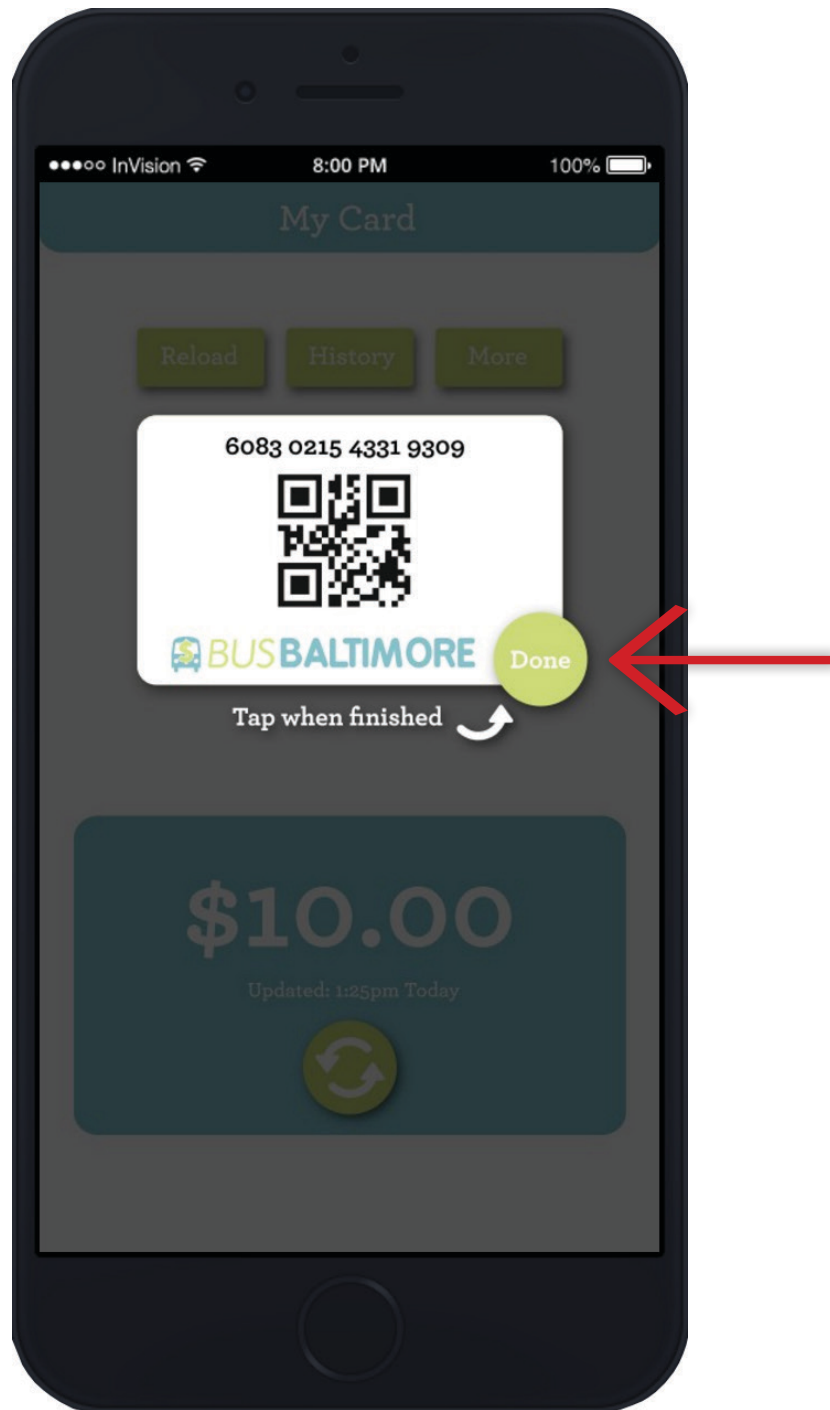 InVision 8:00 PM 100%
My Card
Reload History More
6083 0215 4331 9309
$ BUSBALTIMORE
Done
Tap when finished
$10.00
Updated: 1:25pm Today